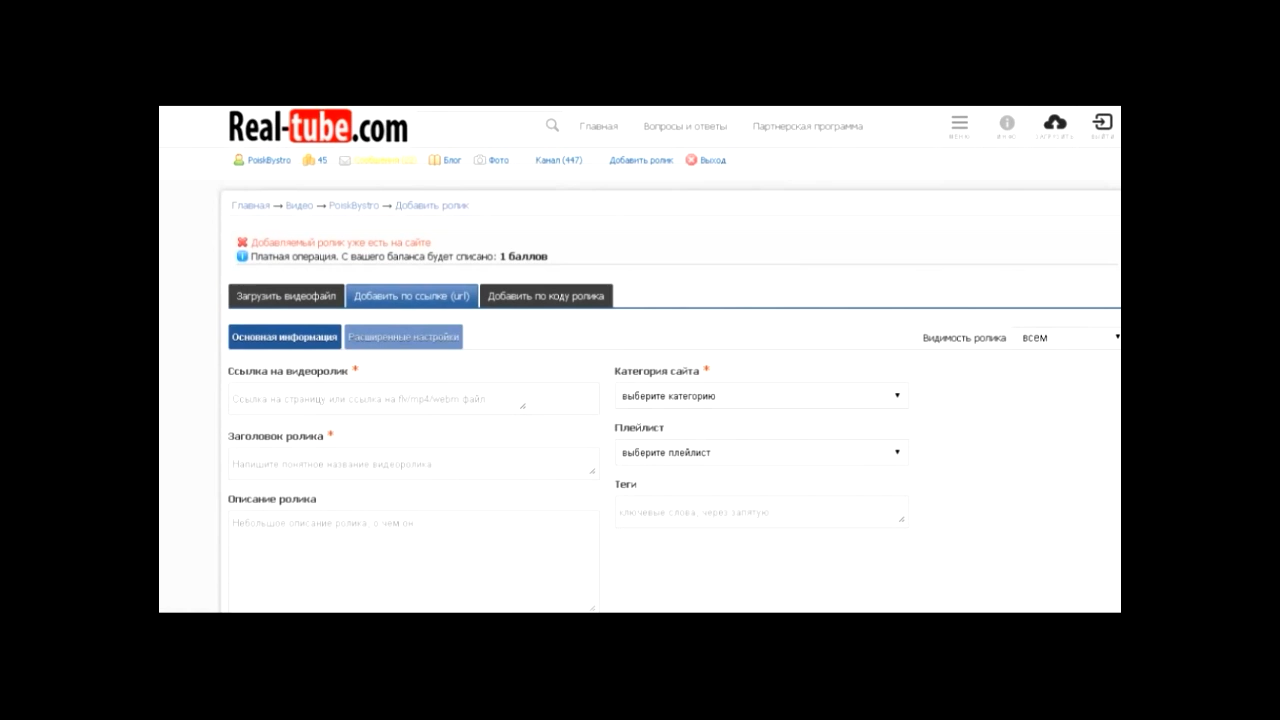 Real-tube.com
Главная Вопросы и ответы Партнерская программа
PoiskBystro 45 Блог Фото Канал (447) Добавить ролик Выход
Главная → Видео → PoiskBystro → Добавить ролик
Добавляемый ролик уже есть на сайте
Платная операция. С вашего баланса будет списано: 1 баллов
Загрузить видеофайл Добавить по ссылке (url) Добавить по коду ролика
Основная информация Расширенные настройки Видимость ролика всем
Ссылка на видеоролик *
Ссылка на страницу или ссылка на flv/mp4/webm файл
Заголовок ролика *
Напишите понятное название видеоролика
Описание ролика
Небольшое описание ролика, о чем он
Категория сайта *
выберите категорию
Плейлист
выберите плейлист
Теги
ключевые слова, через запятую